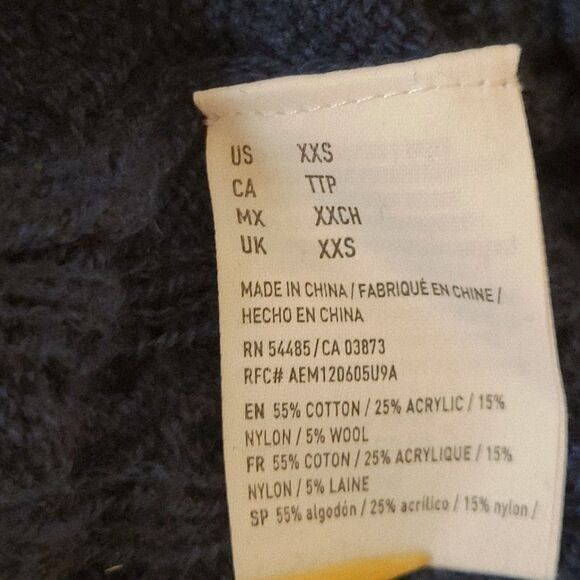 US XXS
CA TTP
MX XXCH
UK XXS
MADE IN CHINA / FABRIQUÉ EN CHINE /
HECHO EN CHINA
RN 54485/CA 03873
RFC# AEM120605U9A
EN 55% COTTON / 25% ACRYLIC / 15%
NYLON / 5% WOOL
FR 55% COTON / 25% ACRYLIQUE / 15%
NYLON / 5% LAINE
SP 55% algodón / 25% acrílico / 15% nylon /